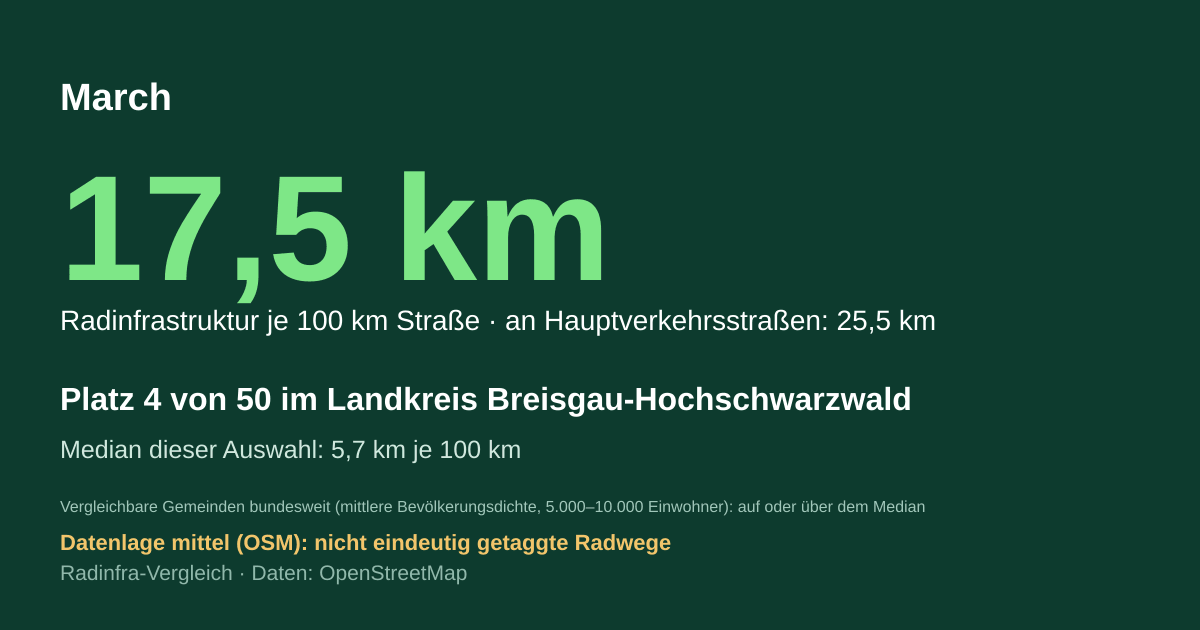 March
17,5 km
Radinfrastruktur je 100 km Straße · an Hauptverkehrsstraßen: 25,5 km
Platz 4 von 50 im Landkreis Breisgau-Hochschwarzwald
Median dieser Auswahl: 5,7 km je 100 km
Vergleichbare Gemeinden bundesweit (mittlere Bevölkerungsdichte, 5.000–10.000 Einwohner): auf oder über dem Median
Datenlage mittel (OSM): nicht eindeutig getaggte Radwege
Radinfra-Vergleich · Daten: OpenStreetMap